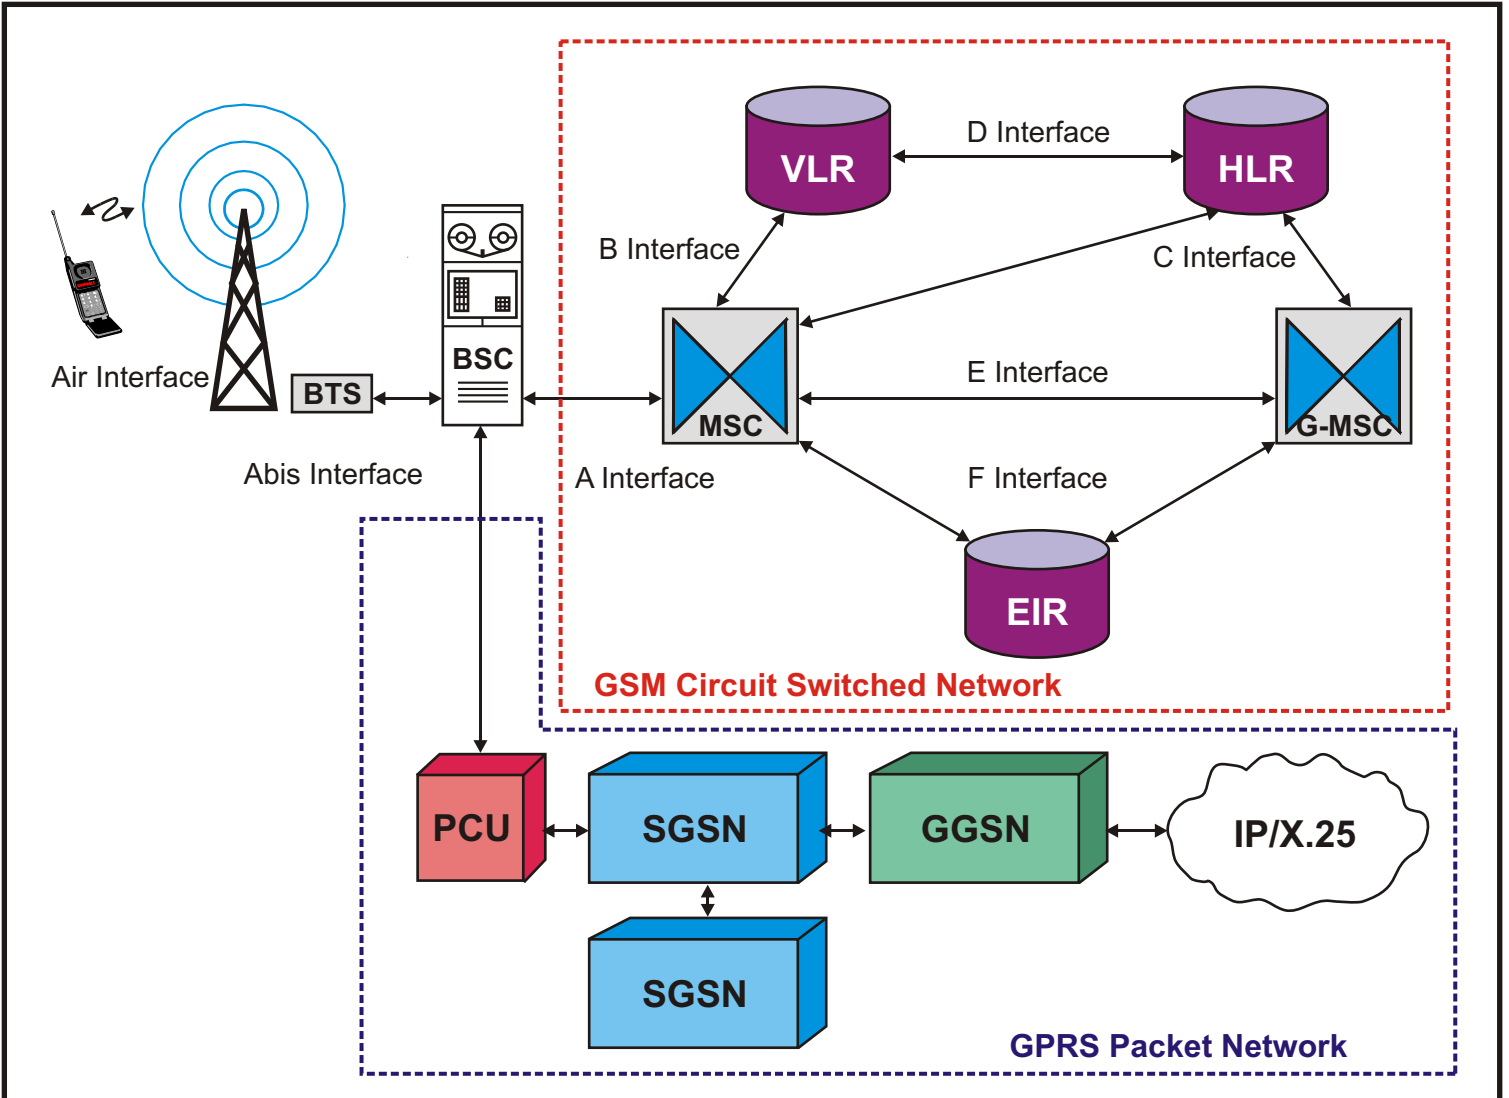 VLR
D Interface
HLR
B Interface
C Interface
Air Interface
BTS
BSC
MSC
E Interface
G-MSC
Abis Interface
A Interface
F Interface
EIR
GSM Circuit Switched Network
PCU
SGSN
GGSN
IP/X.25
SGSN
GPRS Packet Network